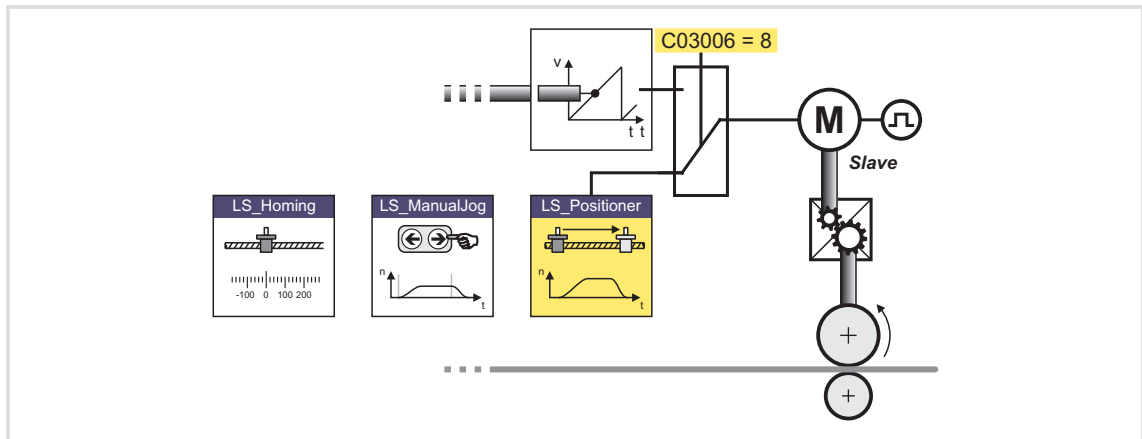 C03006 = 8
v
t t
M
Slave
LS_Homing
LS_ManualJog
LS_Positioner
-100 0 100 200
n
t
n
t